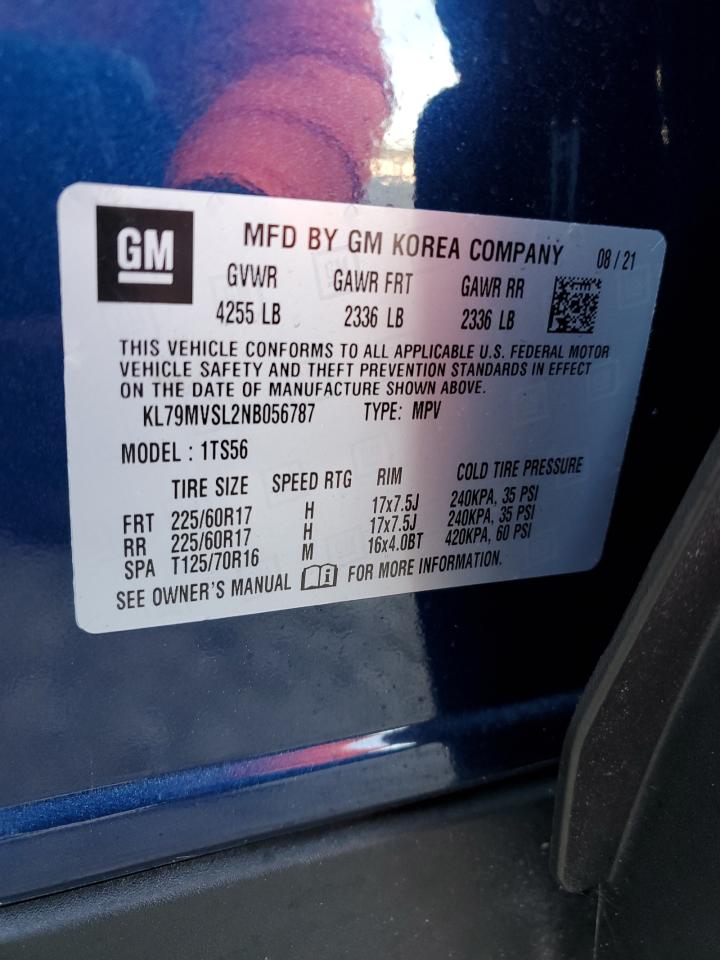 GM
MFD BY GM KOREA COMPANY 08 / 21
GVWR GAWR FRT GAWR RR
4255 LB 2336 LB 2336 LB
THIS VEHICLE CONFORMS TO ALL APPLICABLE U.S. FEDERAL MOTOR
VEHICLE SAFETY AND THEFT PREVENTION STANDARDS IN EFFECT
ON THE DATE OF MANUFACTURE SHOWN ABOVE.
KL79MVSL2NB056787 TYPE: MPV
MODEL : 1TS56
TIRE SIZE SPEED RTG RIM COLD TIRE PRESSURE
FRT 225/60R17 H 17x7.5J 240KPA, 35 PSI
RR 225/60R17 H 17x7.5J 240KPA, 35 PSI
SPA T125/70R16 M 16x4.0BT 420KPA, 60 PSI
SEE OWNER'S MANUAL FOR MORE INFORMATION.